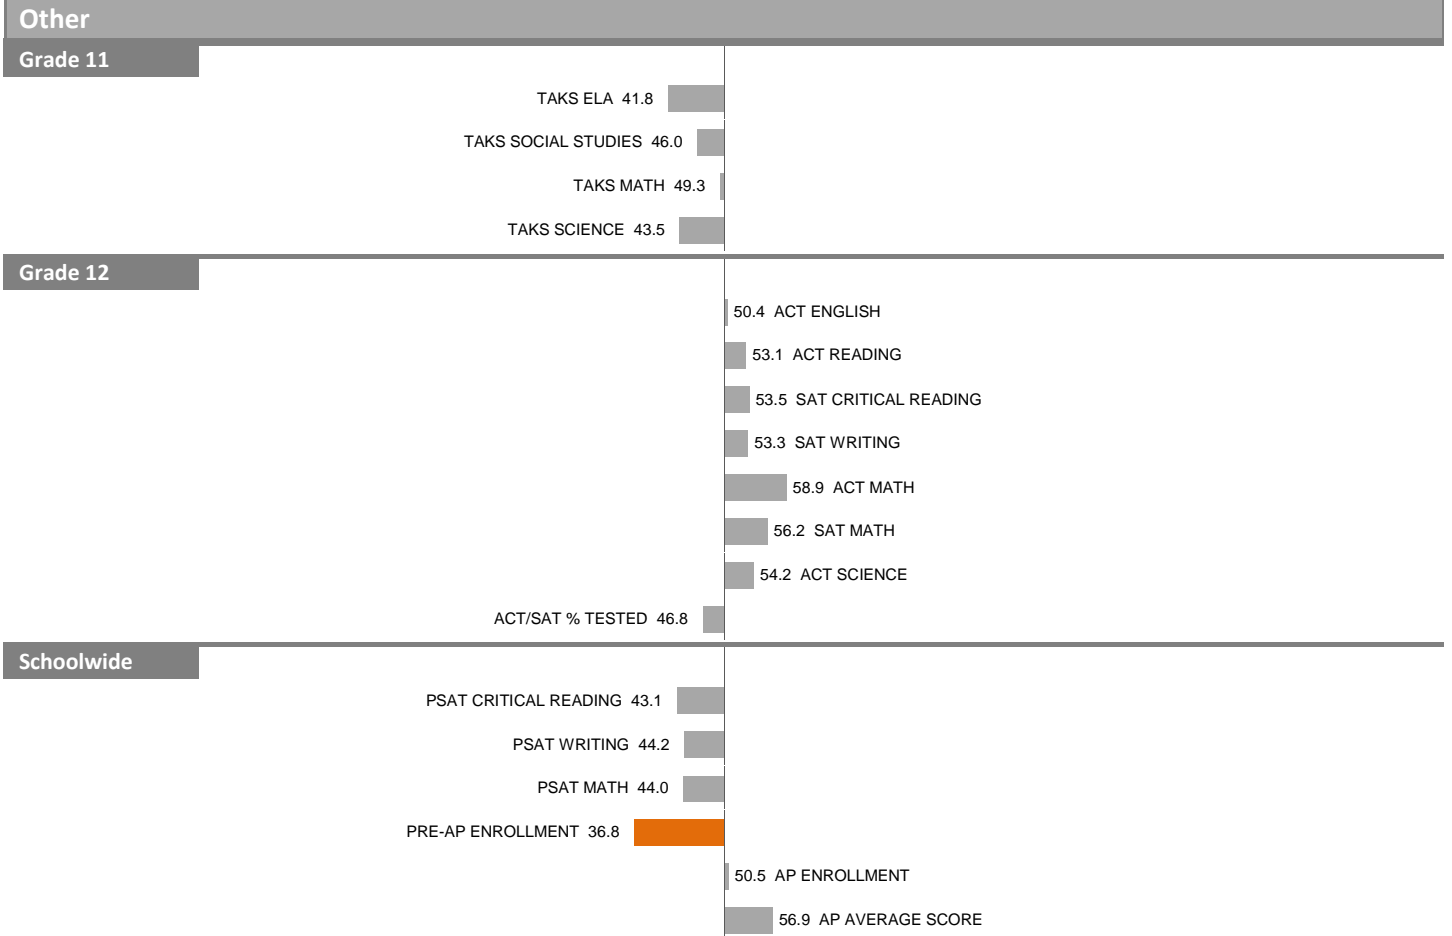 Other
Grade 11
TAKS ELA 41.8
TAKS SOCIAL STUDIES 46.0
TAKS MATH 49.3
TAKS SCIENCE 43.5
Grade 12
50.4 ACT ENGLISH
53.1 ACT READING
53.5 SAT CRITICAL READING
53.3 SAT WRITING
58.9 ACT MATH
56.2 SAT MATH
54.2 ACT SCIENCE
ACT/SAT % TESTED 46.8
Schoolwide
PSAT CRITICAL READING 43.1
PSAT WRITING 44.2
PSAT MATH 44.0
PRE-AP ENROLLMENT 36.8
50.5 AP ENROLLMENT
56.9 AP AVERAGE SCORE